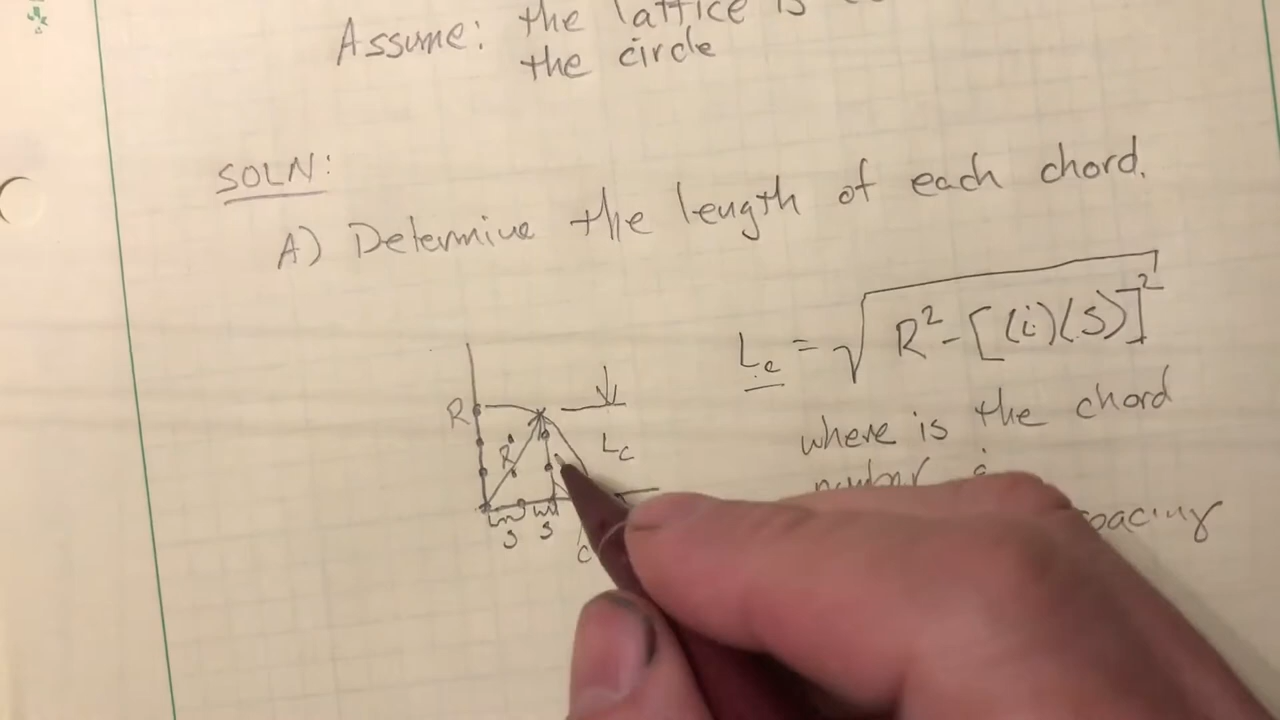 Assume: the lattice is
the circle
SOLN:
A) Determine the length of each chord.
Lc = √R² - [(i)(S)]²
where is the chord
number
spacing
R
R
Lc
S
S
C